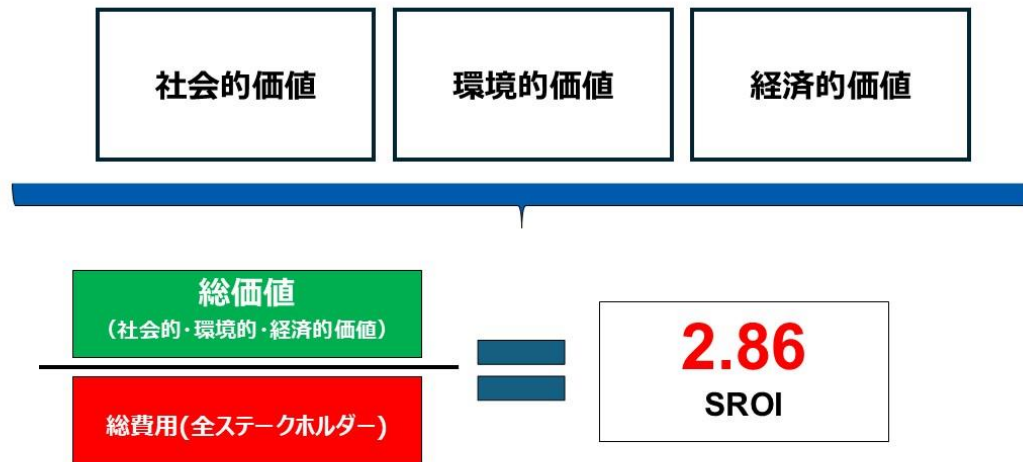 社会的価値
環境的価値
経済的価値
総価値
（社会的・環境的・経済的価値）
総費用(全ステークホルダー)
2.86
SROI